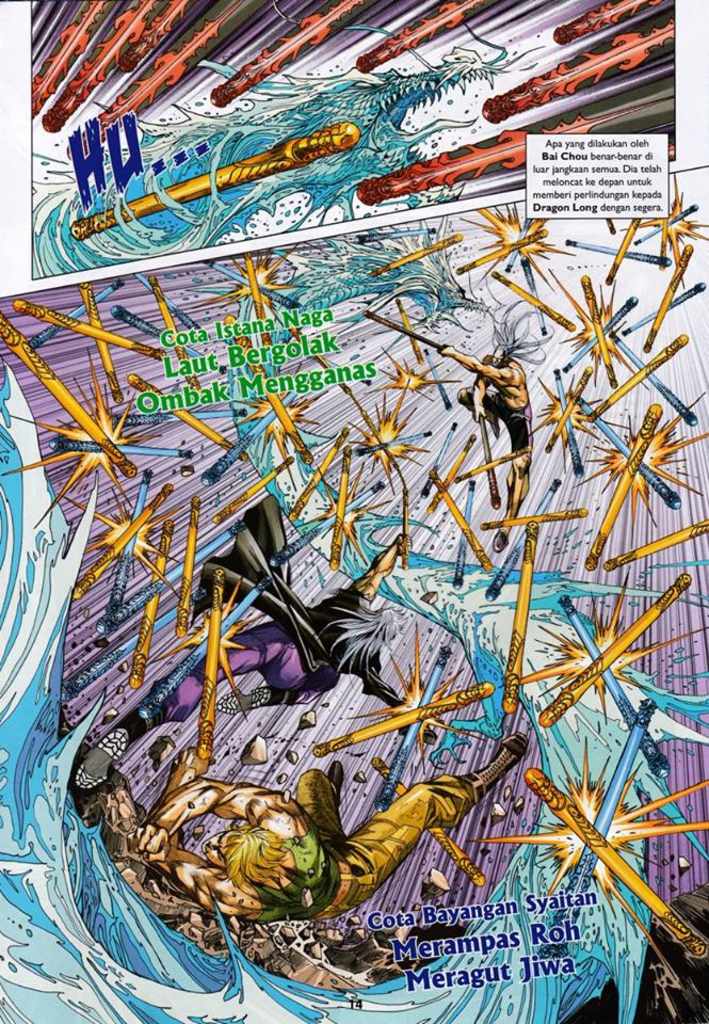 HU...
Apa yang dilakukan oleh
Bai Chou benar-benar di
luar jangkaan semua. Dia telah
meloncat ke depan untuk
memberi perlindungan kepada
Dragon Long dengan segera.
Cota Istana Naga
Laut Bergolak
Ombak Mengganas
Cota Bayangan Syaitan
Merampas Roh
Meragut Jiwa
14